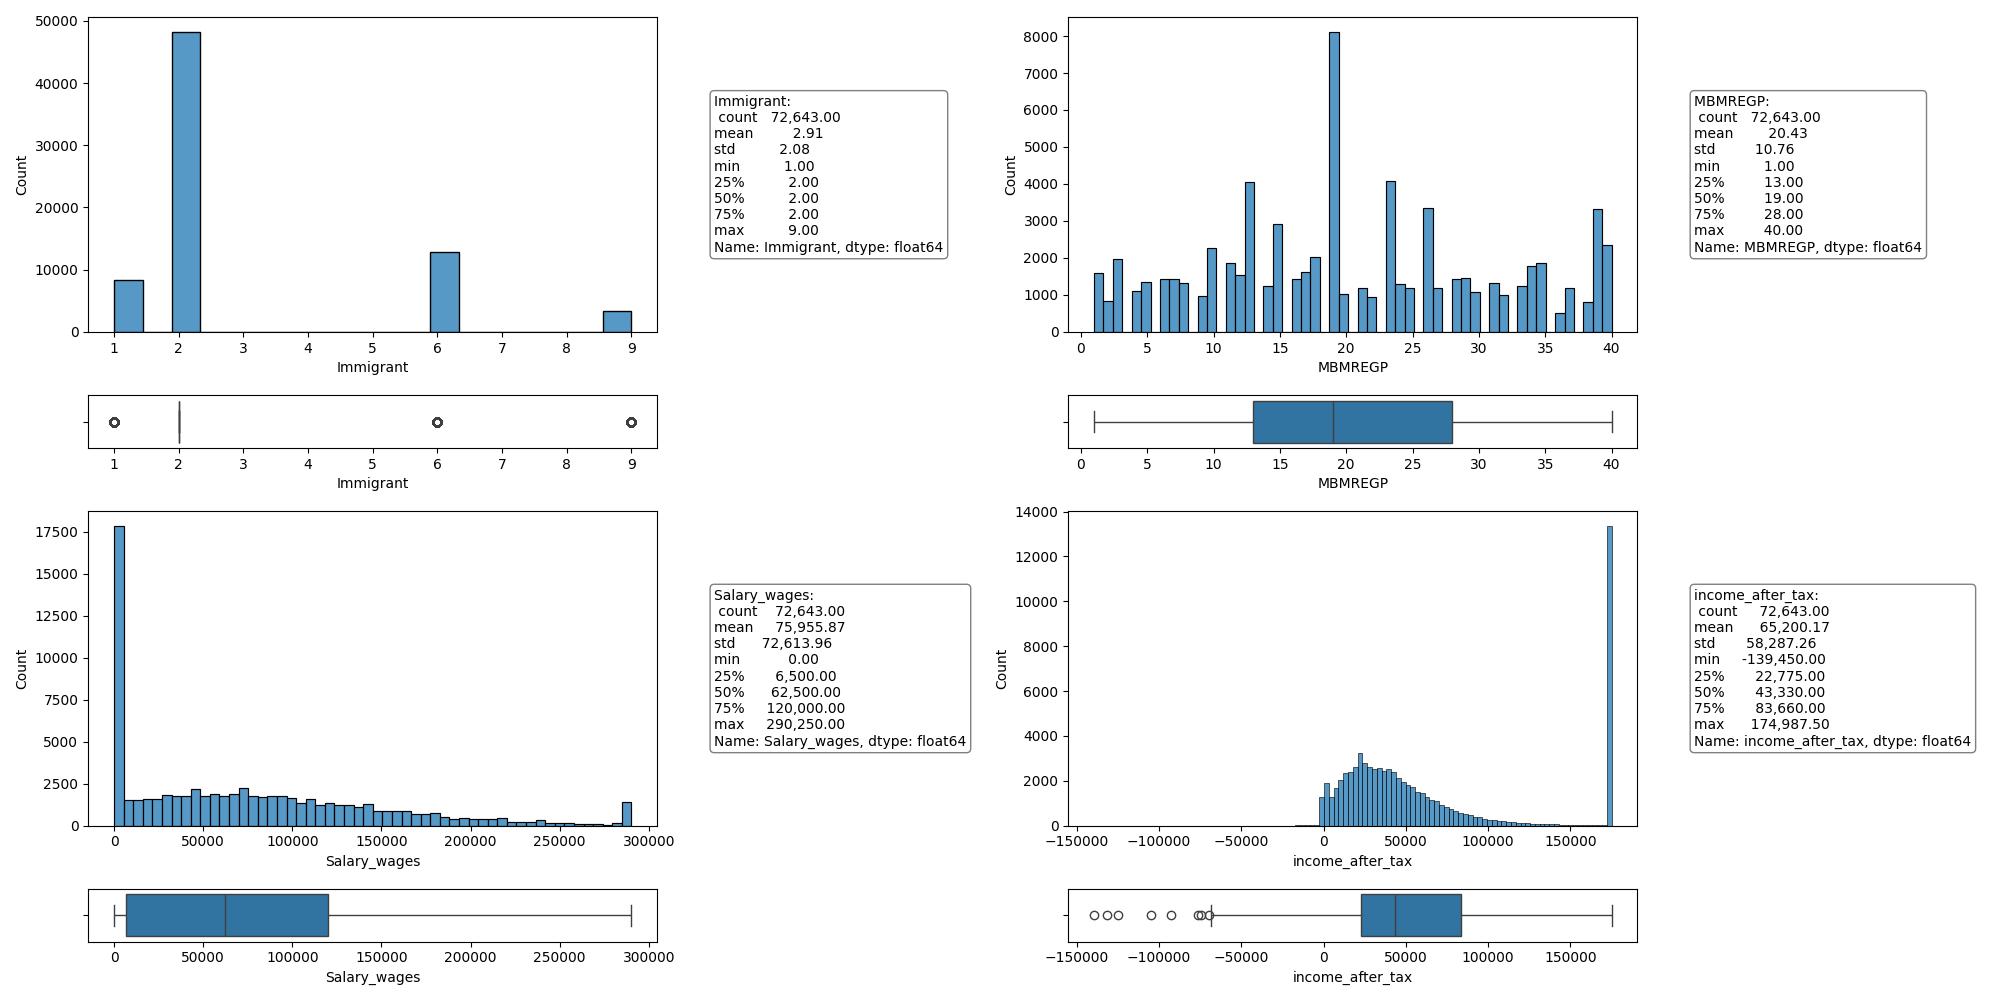 50000
40000
30000
20000
10000
0
Count
1 2 3 4 5 6 7 8 9
Immigrant
Immigrant:
count 72,643.00
mean 2.91
std 2.08
min 1.00
25% 2.00
50% 2.00
75% 2.00
max 9.00
Name: Immigrant, dtype: float64
8000
7000
6000
5000
4000
3000
2000
1000
0
Count
0 5 10 15 20 25 30 35 40
MBMREGP
MBMREGP:
count 72,643.00
mean 20.43
std 10.76
min 1.00
25% 13.00
50% 19.00
75% 28.00
max 40.00
Name: MBMREGP, dtype: float64
1 2 3 4 5 6 7 8 9
Immigrant
0 5 10 15 20 25 30 35 40
MBMREGP
17500
15000
12500
10000
7500
5000
2500
0
Count
0 50000 100000 150000 200000 250000 300000
Salary_wages
Salary_wages:
count 72,643.00
mean 75,955.87
std 72,613.96
min 0.00
25% 6,500.00
50% 62,500.00
75% 120,000.00
max 290,250.00
Name: Salary_wages, dtype: float64
14000
12000
10000
8000
6000
4000
2000
0
Count
−150000 −100000 −50000 0 50000 100000 150000
income_after_tax
income_after_tax:
count 72,643.00
mean 65,200.17
std 58,287.26
min -139,450.00
25% 22,775.00
50% 43,330.00
75% 83,660.00
max 174,987.50
Name: income_after_tax, dtype: float64
0 50000 100000 150000 200000 250000 300000
Salary_wages
−150000 −100000 −50000 0 50000 100000 150000
income_after_tax